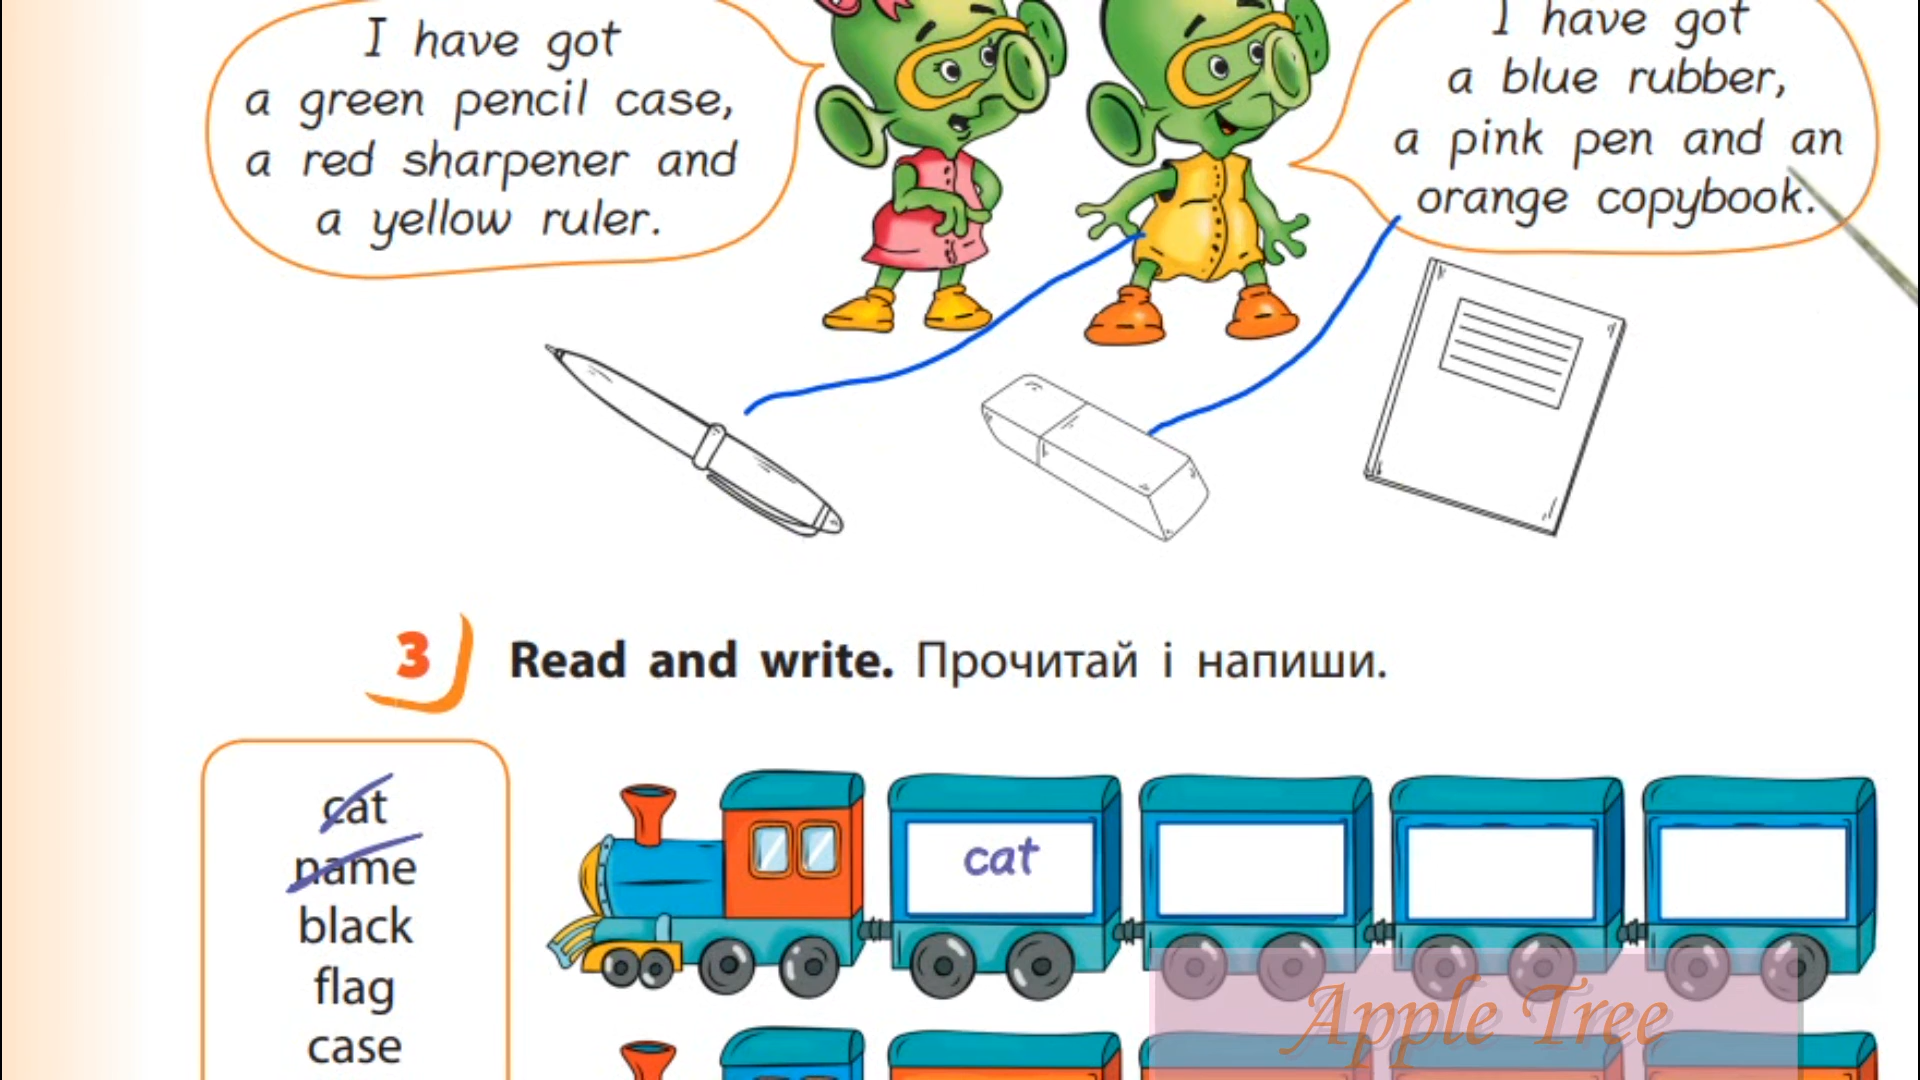 I have got
a green pencil case,
a red sharpener and
a yellow ruler.
I have got
a blue rubber,
a pink pen and an
orange copybook.
3 Read and write. Прочитай і напиши.
cat
name
black
flag
case
cat
Apple Tree